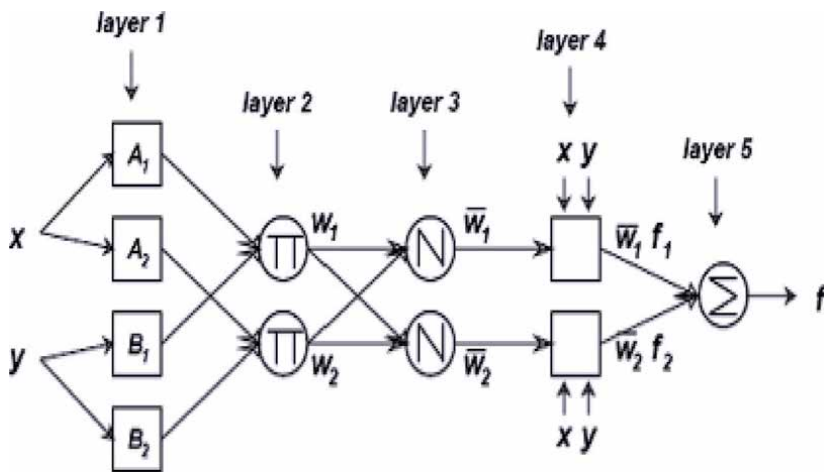 layer 1
layer 2
layer 3
layer 4
layer 5
x y
A₁
x
A₂
Π
w₁
N
w̅₁
w̅₁ f₁
Σ
f
y
B₁
Π
w₂
N
w̅₂
w̅₂ f₂
B₂
x y